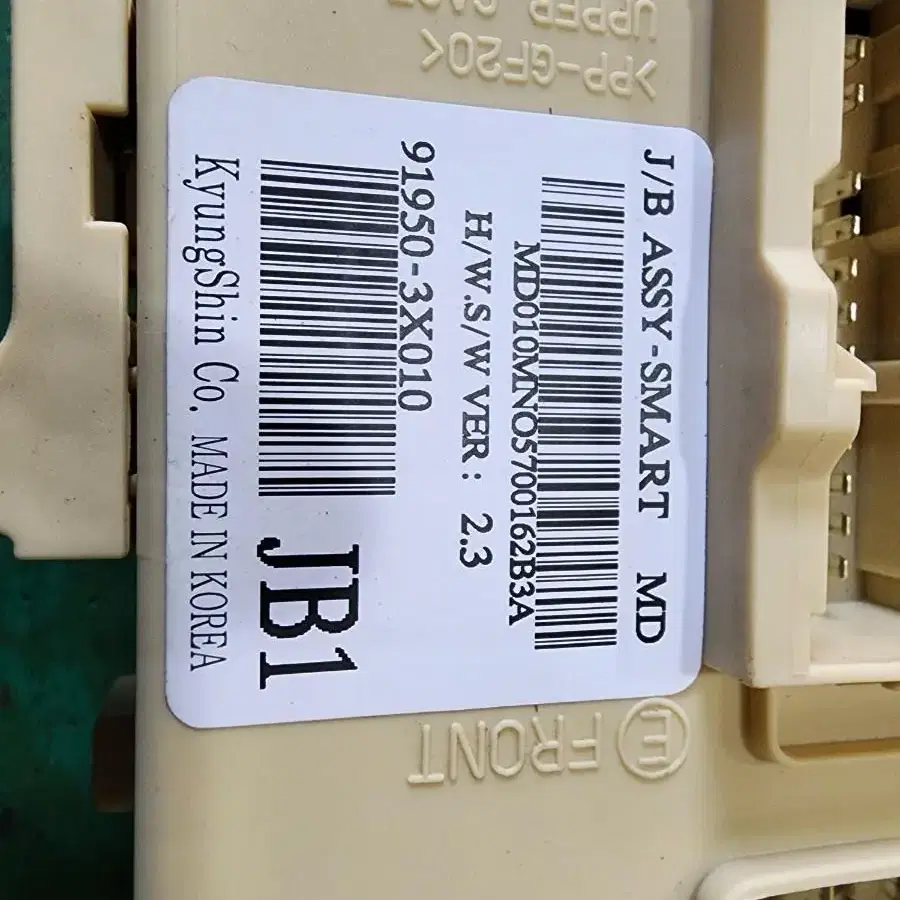 J/B ASSY-SMART MD
MD010MNO5700162B3A
H/W.S/W VER : 2.3
91950-3X010
JB1
KyungShin Co. MADE IN KOREA
UPPER CASE
>PP-GF20<
E FRONT